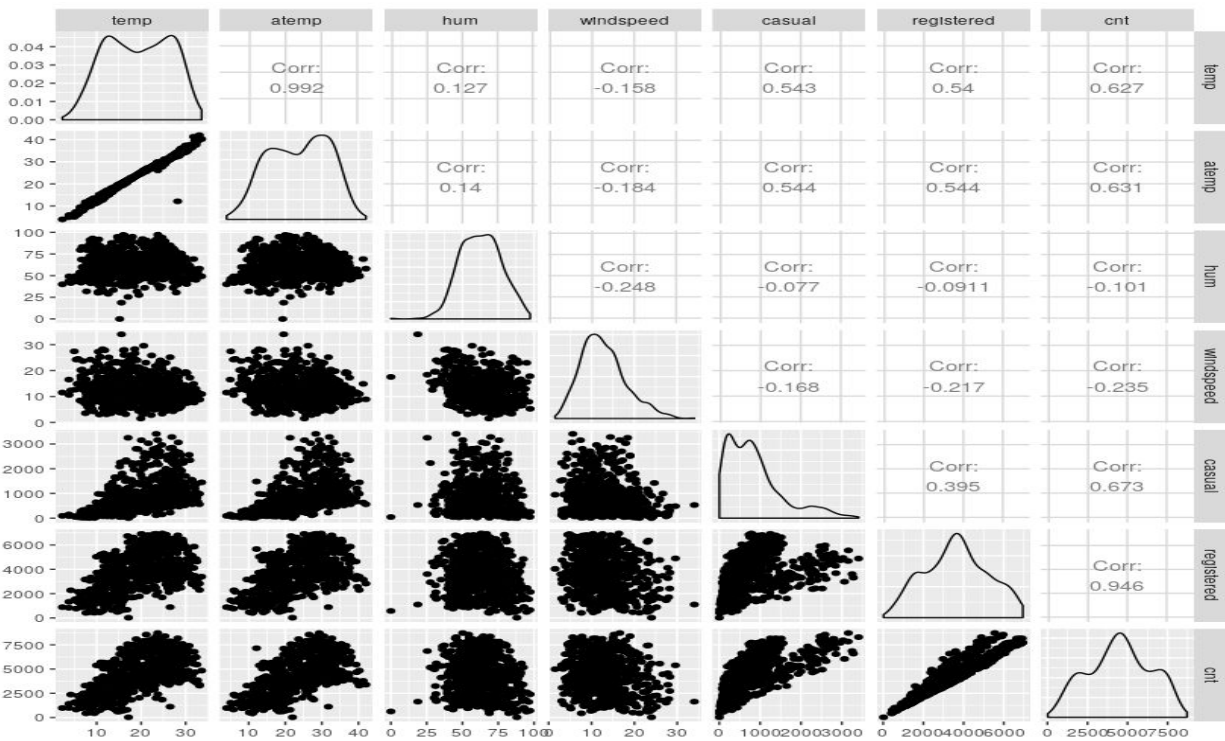 temp atemp hum windspeed casual registered cnt
0.04
0.03
0.02
0.01
0.00
Corr: Corr: Corr: Corr: Corr: Corr:
0.992 0.127 -0.158 0.543 0.54 0.627
temp
40
30
20
10
Corr: Corr: Corr: Corr: Corr:
0.14 -0.184 0.544 0.544 0.631
atemp
100
75
50
25
0
Corr: Corr: Corr: Corr:
-0.248 -0.077 -0.0911 -0.101
hum
30
20
10
0
Corr: Corr: Corr:
-0.168 -0.217 -0.235
windspeed
3000
2000
1000
0
Corr: Corr:
0.395 0.673
casual
6000
4000
2000
0
Corr:
0.946
registered
7500
5000
2500
0
cnt
10 20 30 10 20 30 40 0 25 50 75 100 0 10 20 30 0 1000 2000 3000 0 2000 4000 6000 0 2500 5000 7500